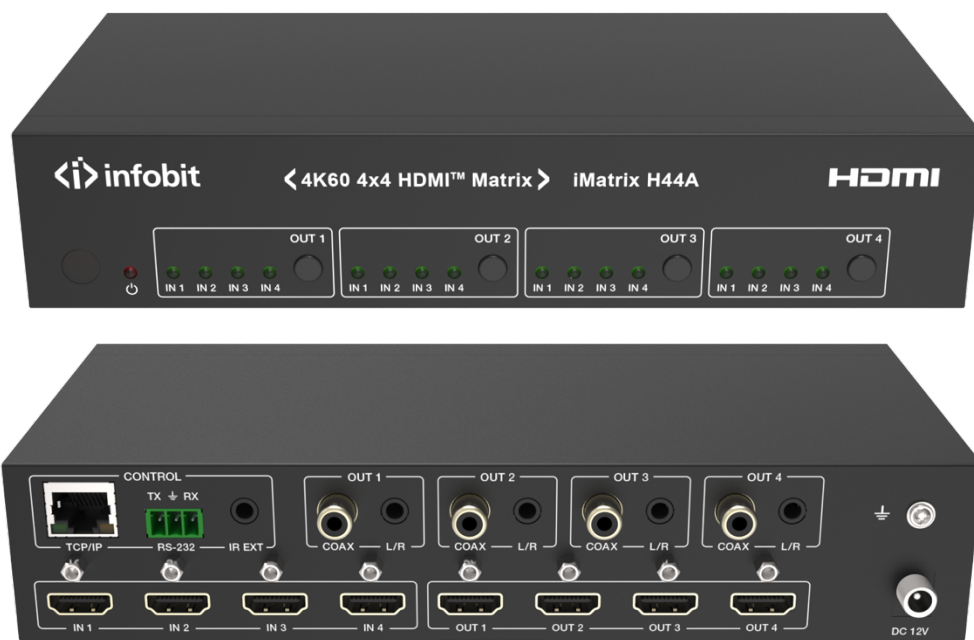 <i> infobit
<4K60 4x4 HDMI™ Matrix> iMatrix H44A
HDMI
OUT 1 OUT 2 OUT 3 OUT 4
IN 1 IN 2 IN 3 IN 4 IN 1 IN 2 IN 3 IN 4 IN 1 IN 2 IN 3 IN 4 IN 1 IN 2 IN 3 IN 4
CONTROL OUT 1 OUT 2 OUT 3 OUT 4
TX RX
TCP/IP RS-232 IR EXT COAX L/R COAX L/R COAX L/R COAX L/R
IN 1 IN 2 IN 3 IN 4 OUT 1 OUT 2 OUT 3 OUT 4
DC 12V